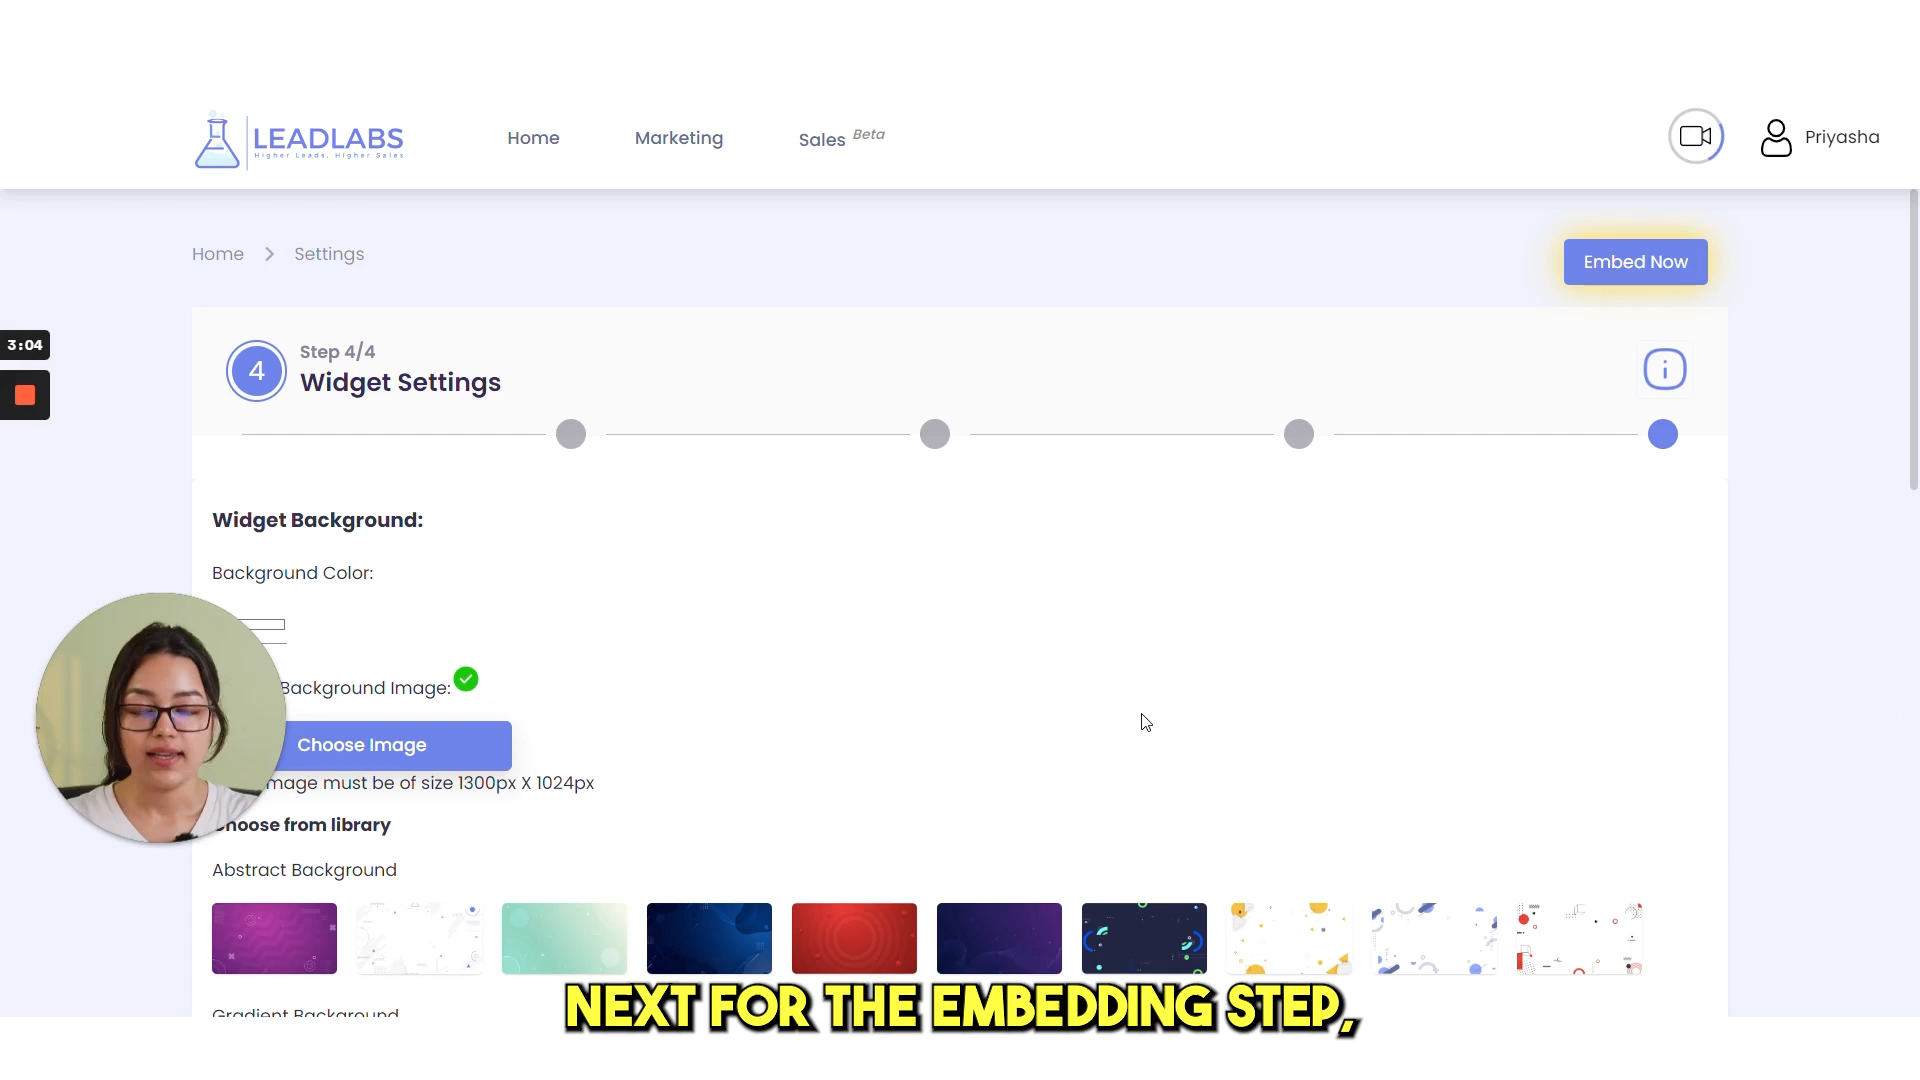 LEADLABS
Higher Leads, Higher Sales
Home
Marketing
Sales Beta
Priyasha
Home > Settings
Embed Now
3:04
4
Step 4/4
Widget Settings
Widget Background:
Background Color:
Background Image:
Choose Image
mage must be of size 1300px X 1024px
hoose from library
Abstract Background
Gradient Background
NEXT FOR THE EMBEDDING STEP,